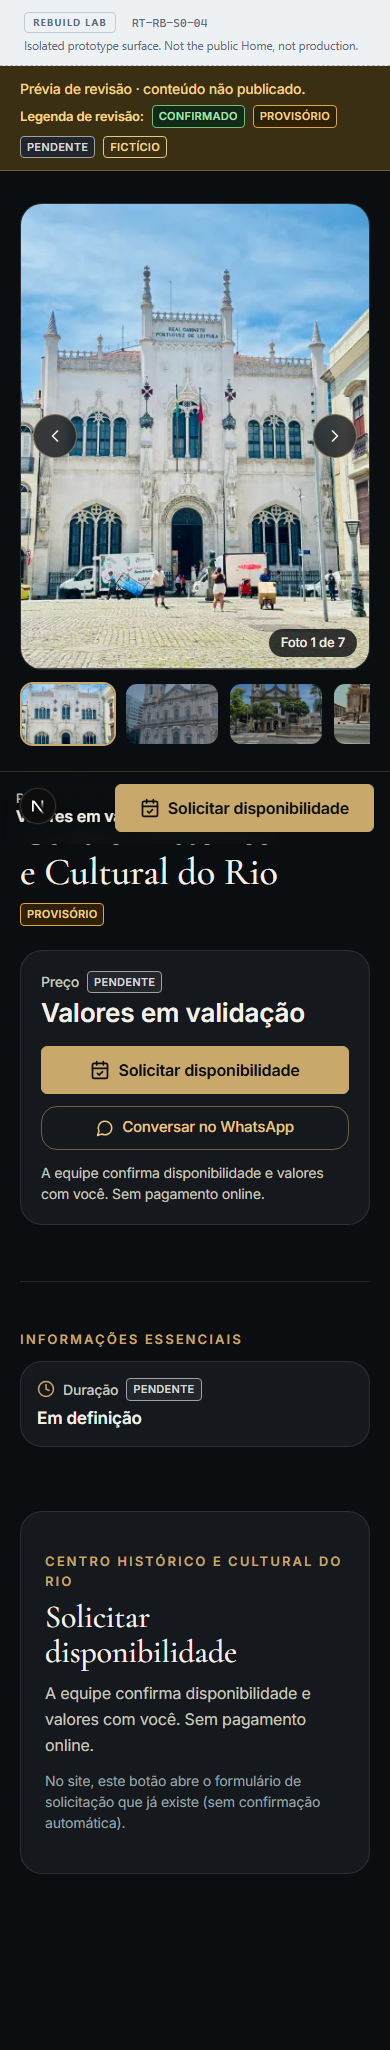 REBUILD LAB RT-RB-S0-04
Isolated prototype surface. Not the public Home, not production.
Prévia de revisão · conteúdo não publicado.
Legenda de revisão: CONFIRMADO PROVISÓRIO
PENDENTE FICTÍCIO
REAL GABINETE
PORTUGUEZ DE LEITURA
Foto 1 de 7
Solicitar disponibilidade
e Cultural do Rio
PROVISÓRIO
Preço PENDENTE
Valores em validação
Solicitar disponibilidade
Conversar no WhatsApp
A equipe confirma disponibilidade e valores
com você. Sem pagamento online.
INFORMAÇÕES ESSENCIAIS
Duração PENDENTE
Em definição
CENTRO HISTÓRICO E CULTURAL DO
RIO
Solicitar
disponibilidade
A equipe confirma disponibilidade e
valores com você. Sem pagamento
online.
No site, este botão abre o formulário de
solicitação que já existe (sem confirmação
automática).